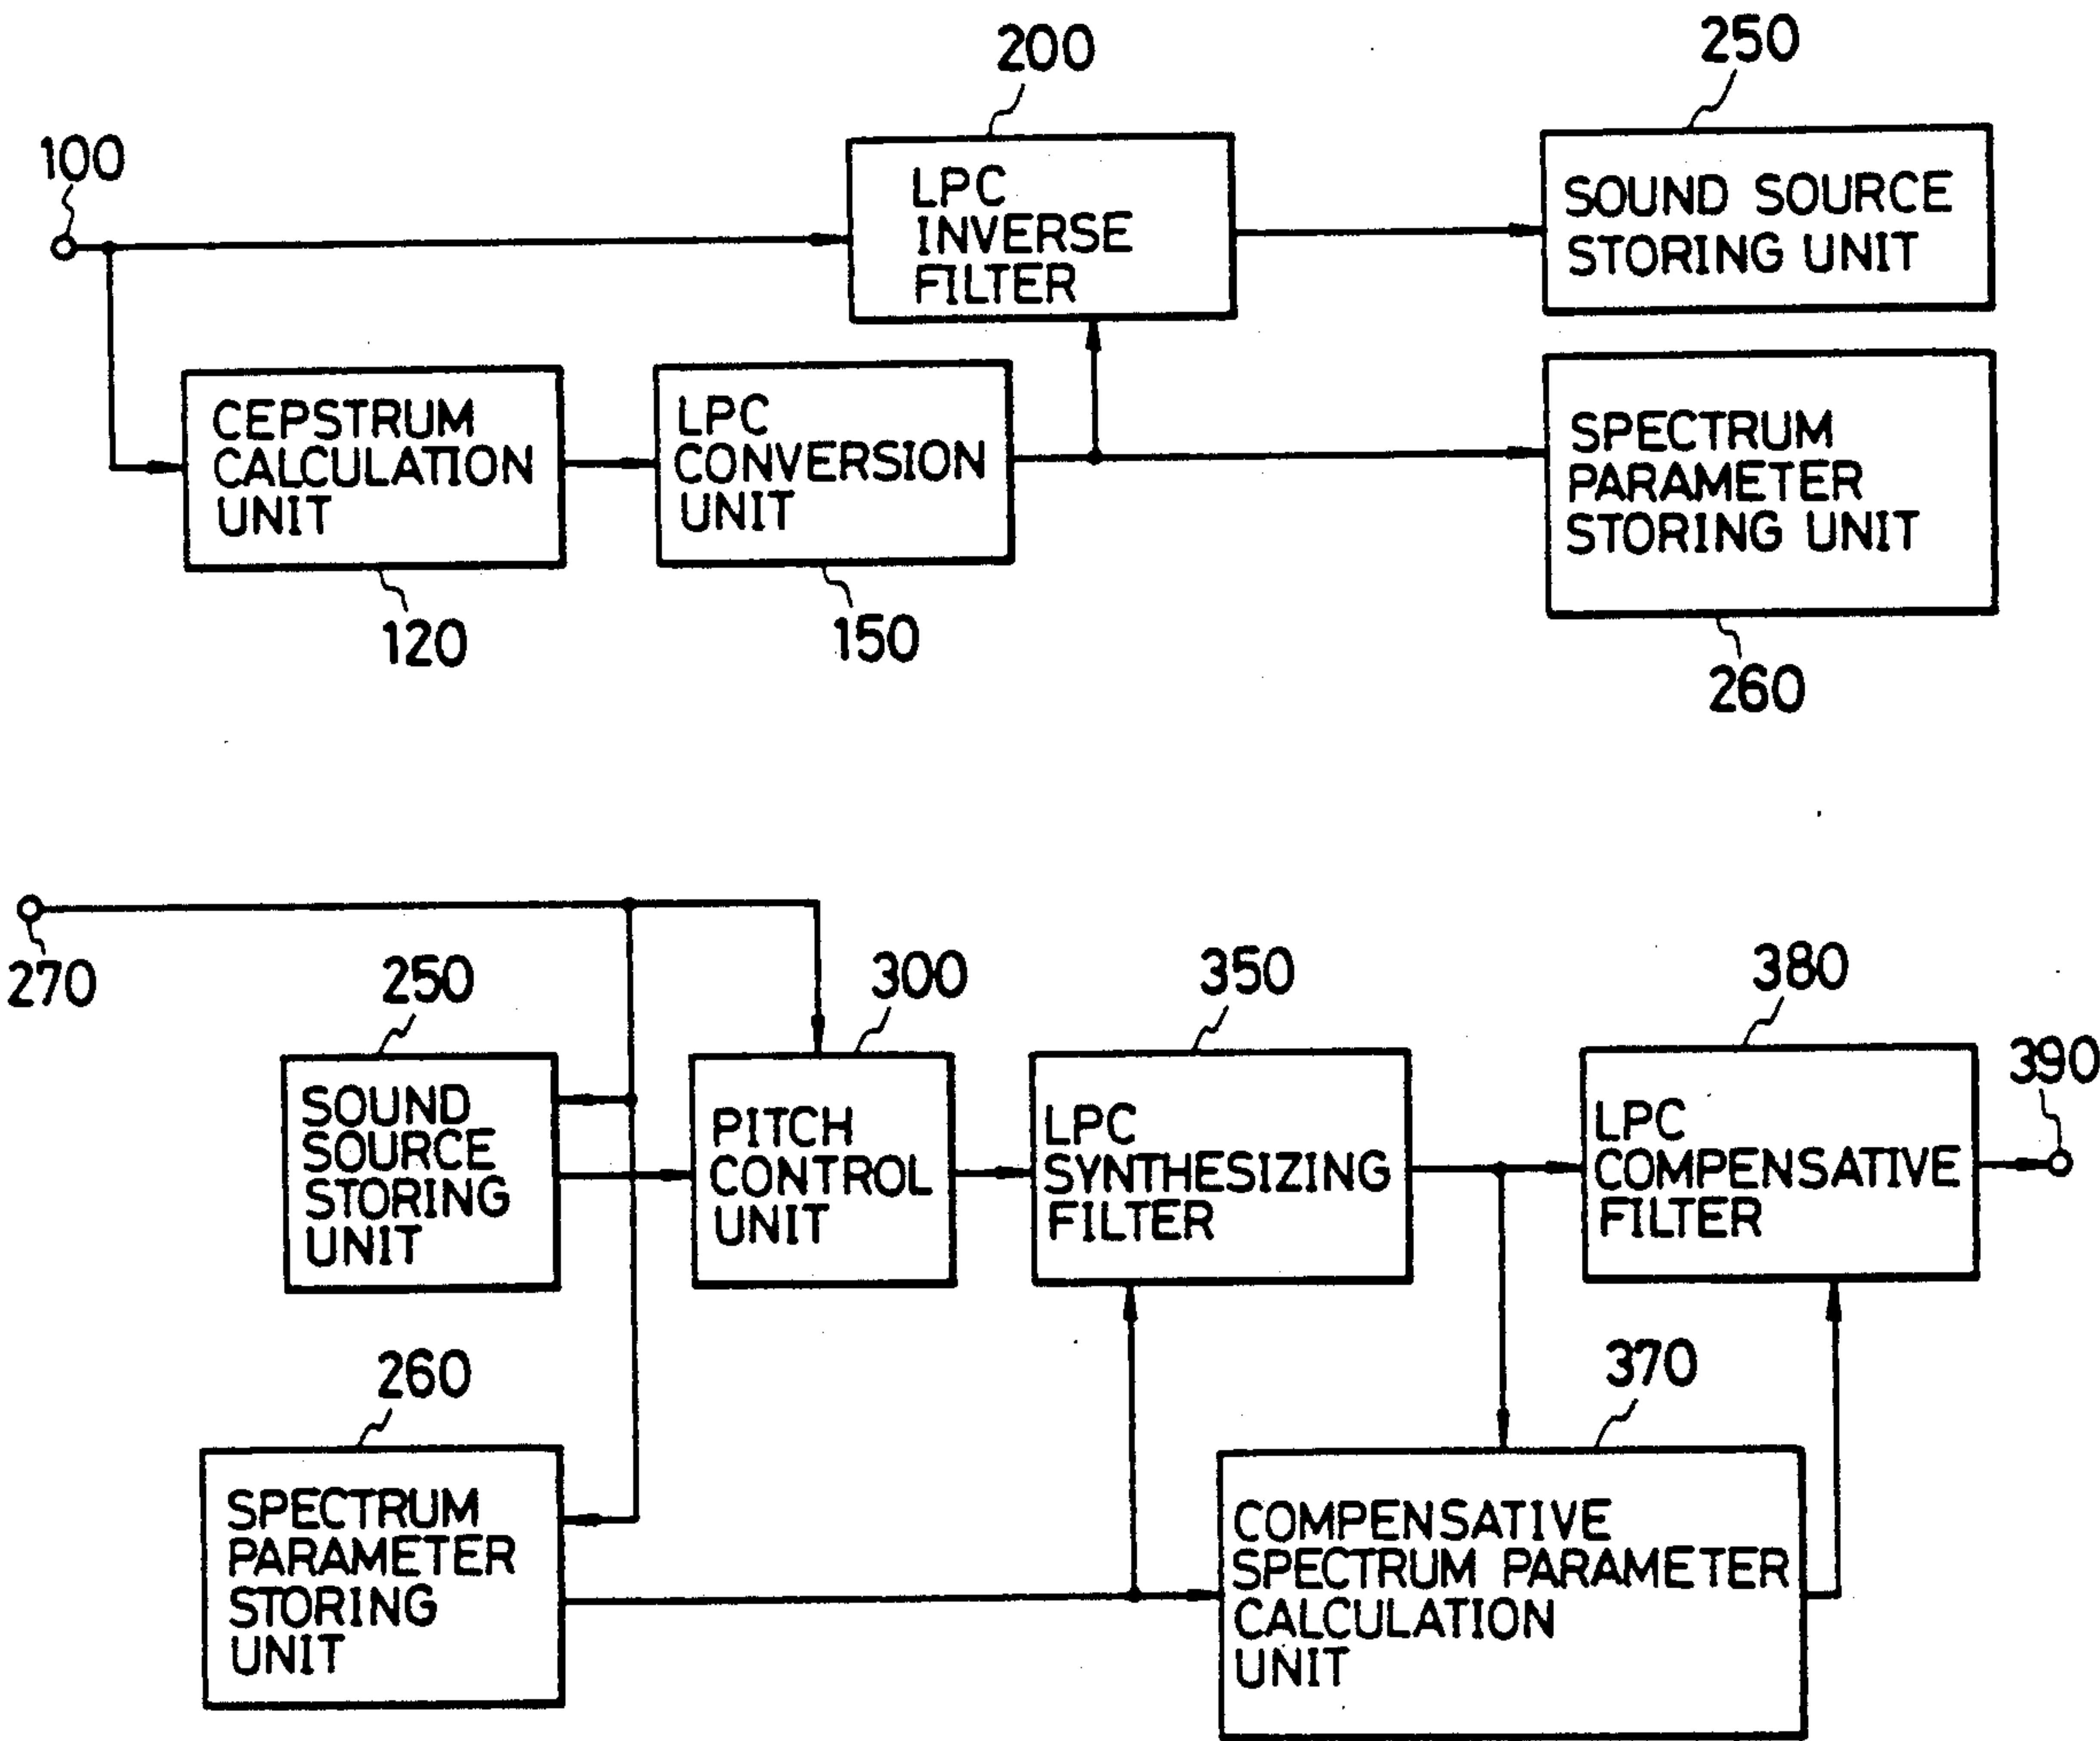 200
250
100
LPC
INVERSE
FILTER
SOUND SOURCE
STORING UNIT
CEPSTRUM
CALCULATION
UNIT
LPC
CONVERSION
UNIT
SPECTRUM
PARAMETER
STORING UNIT
120
150
260
270
250
300
350
380
390
SOUND
SOURCE
STORING
UNIT
PITCH
CONTROL
UNIT
LPC
SYNTHESIZING
FILTER
LPC
COMPENSATIVE
FILTER
260
370
SPECTRUM
PARAMETER
STORING
UNIT
COMPENSATIVE
SPECTRUM PARAMETER
CALCULATION
UNIT